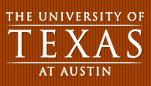 THE UNIVERSITY OF
TEXAS
AT AUSTIN